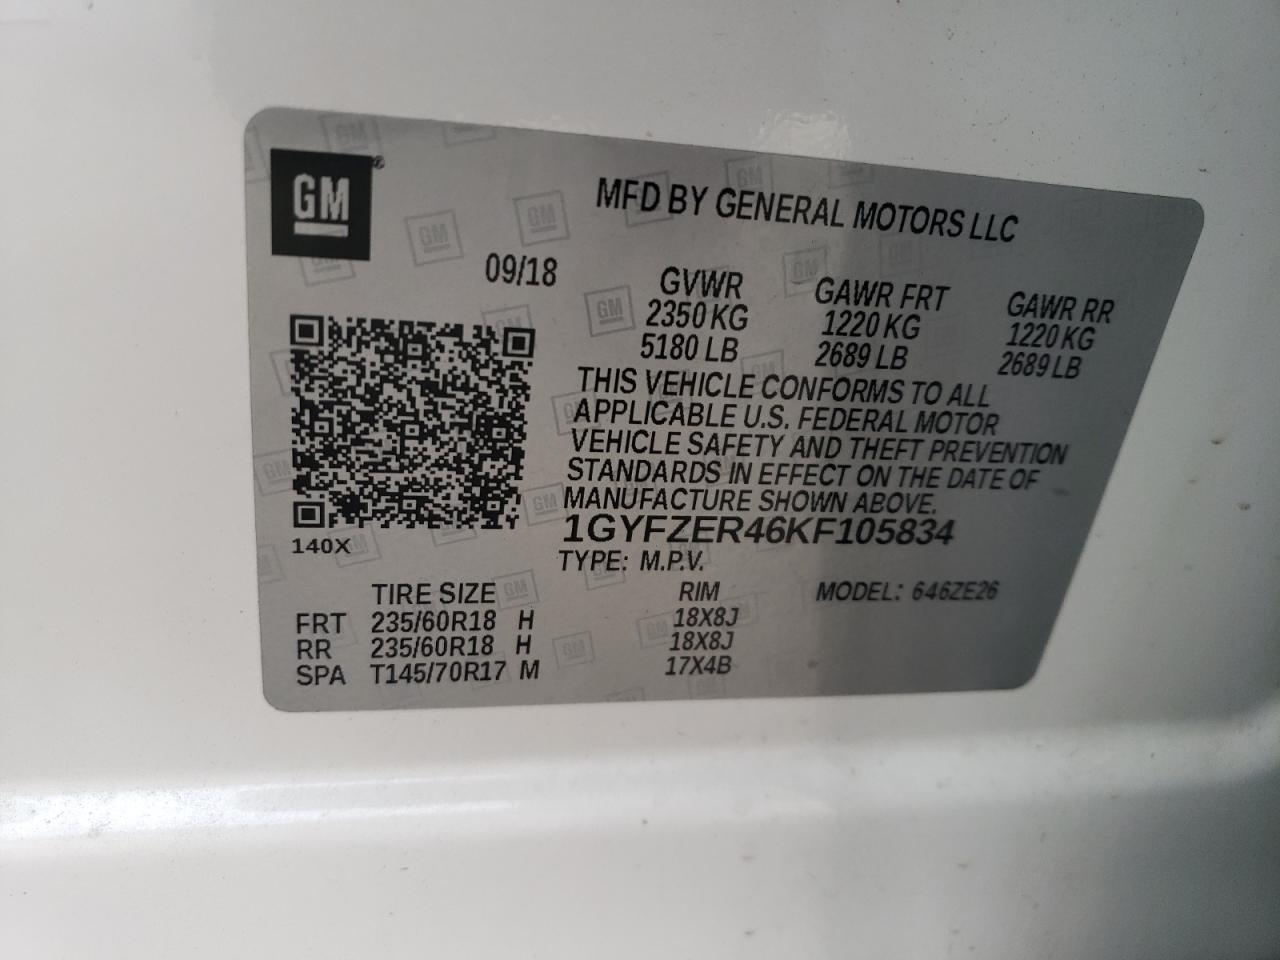 GM®
MFD BY GENERAL MOTORS LLC
09/18
GVWR GAWR FRT GAWR RR
2350 KG 1220 KG 1220 KG
5180 LB 2689 LB 2689 LB
THIS VEHICLE CONFORMS TO ALL
APPLICABLE U.S. FEDERAL MOTOR
VEHICLE SAFETY AND THEFT PREVENTION
STANDARDS IN EFFECT ON THE DATE OF
MANUFACTURE SHOWN ABOVE.
1GYFZER46KF105834
140X
TYPE: M.P.V.
TIRE SIZE RIM MODEL: 646ZE26
FRT 235/60R18 H 18X8J
RR 235/60R18 H 18X8J
SPA T145/70R17 M 17X4B